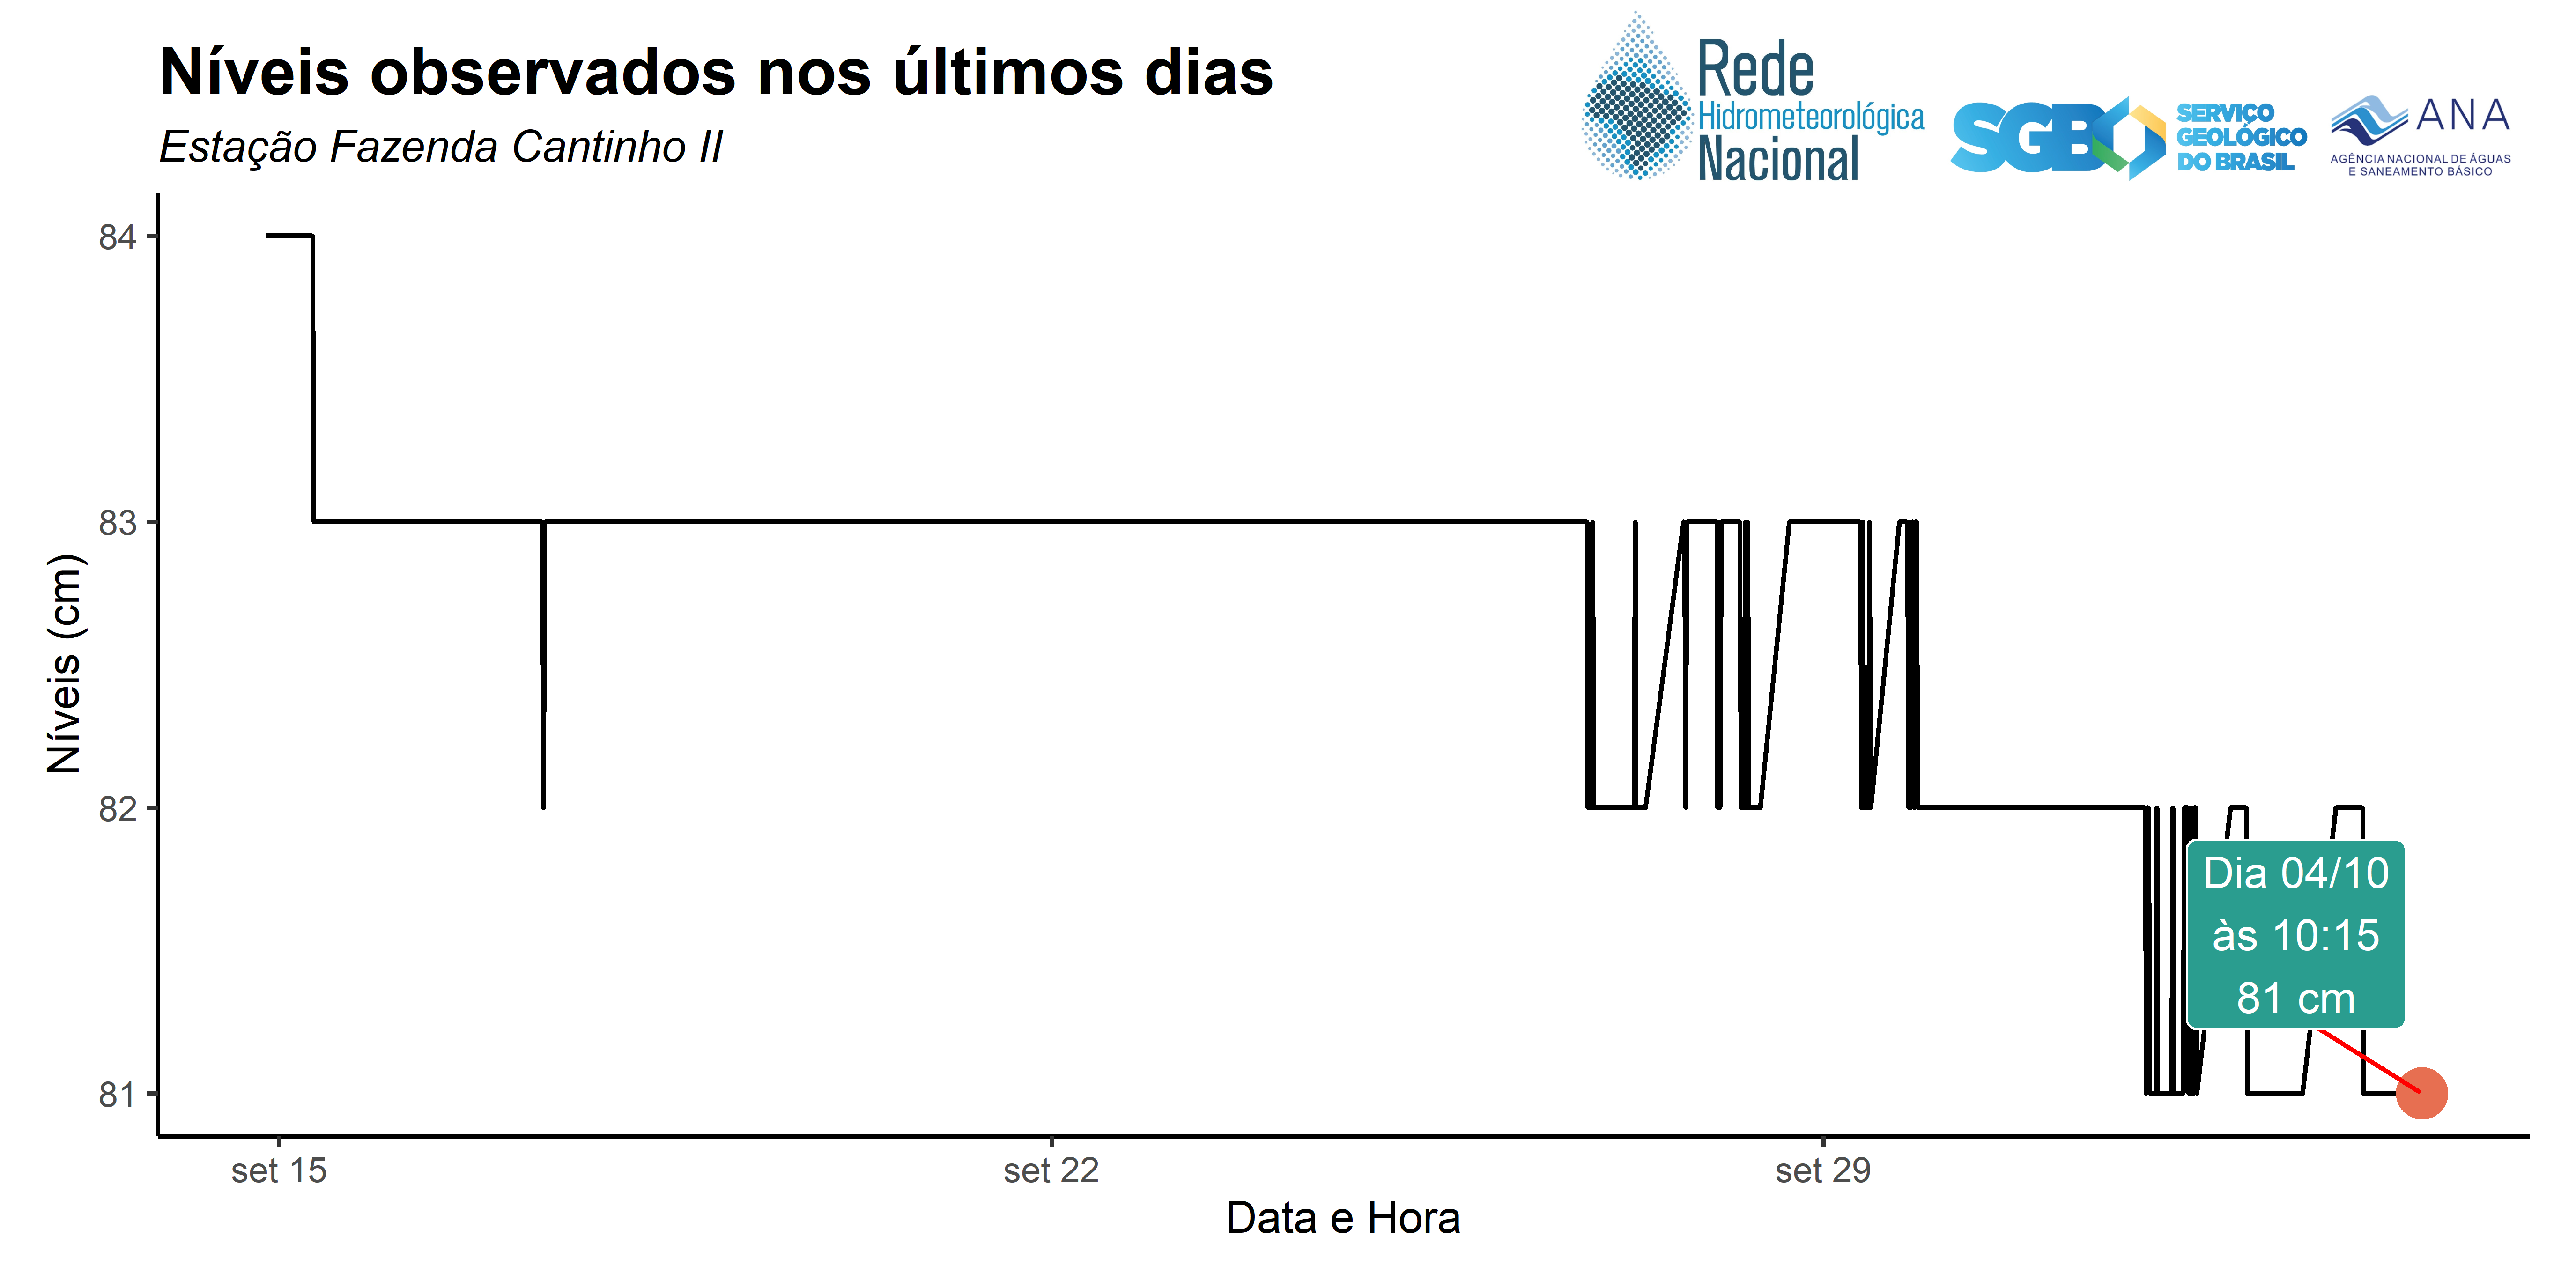 Níveis observados nos últimos dias
Estação Fazenda Cantinho II
Rede
Hidrometeorológica
Nacional
SGB
SERVIÇO
GEOLÓGICO
DO BRASIL
ANA
AGÊNCIA NACIONAL DE ÁGUAS
E SANEAMENTO BÁSICO
84
83
82
81
Níveis (cm)
Dia 04/10
às 10:15
81 cm
set 15
set 22
set 29
Data e Hora